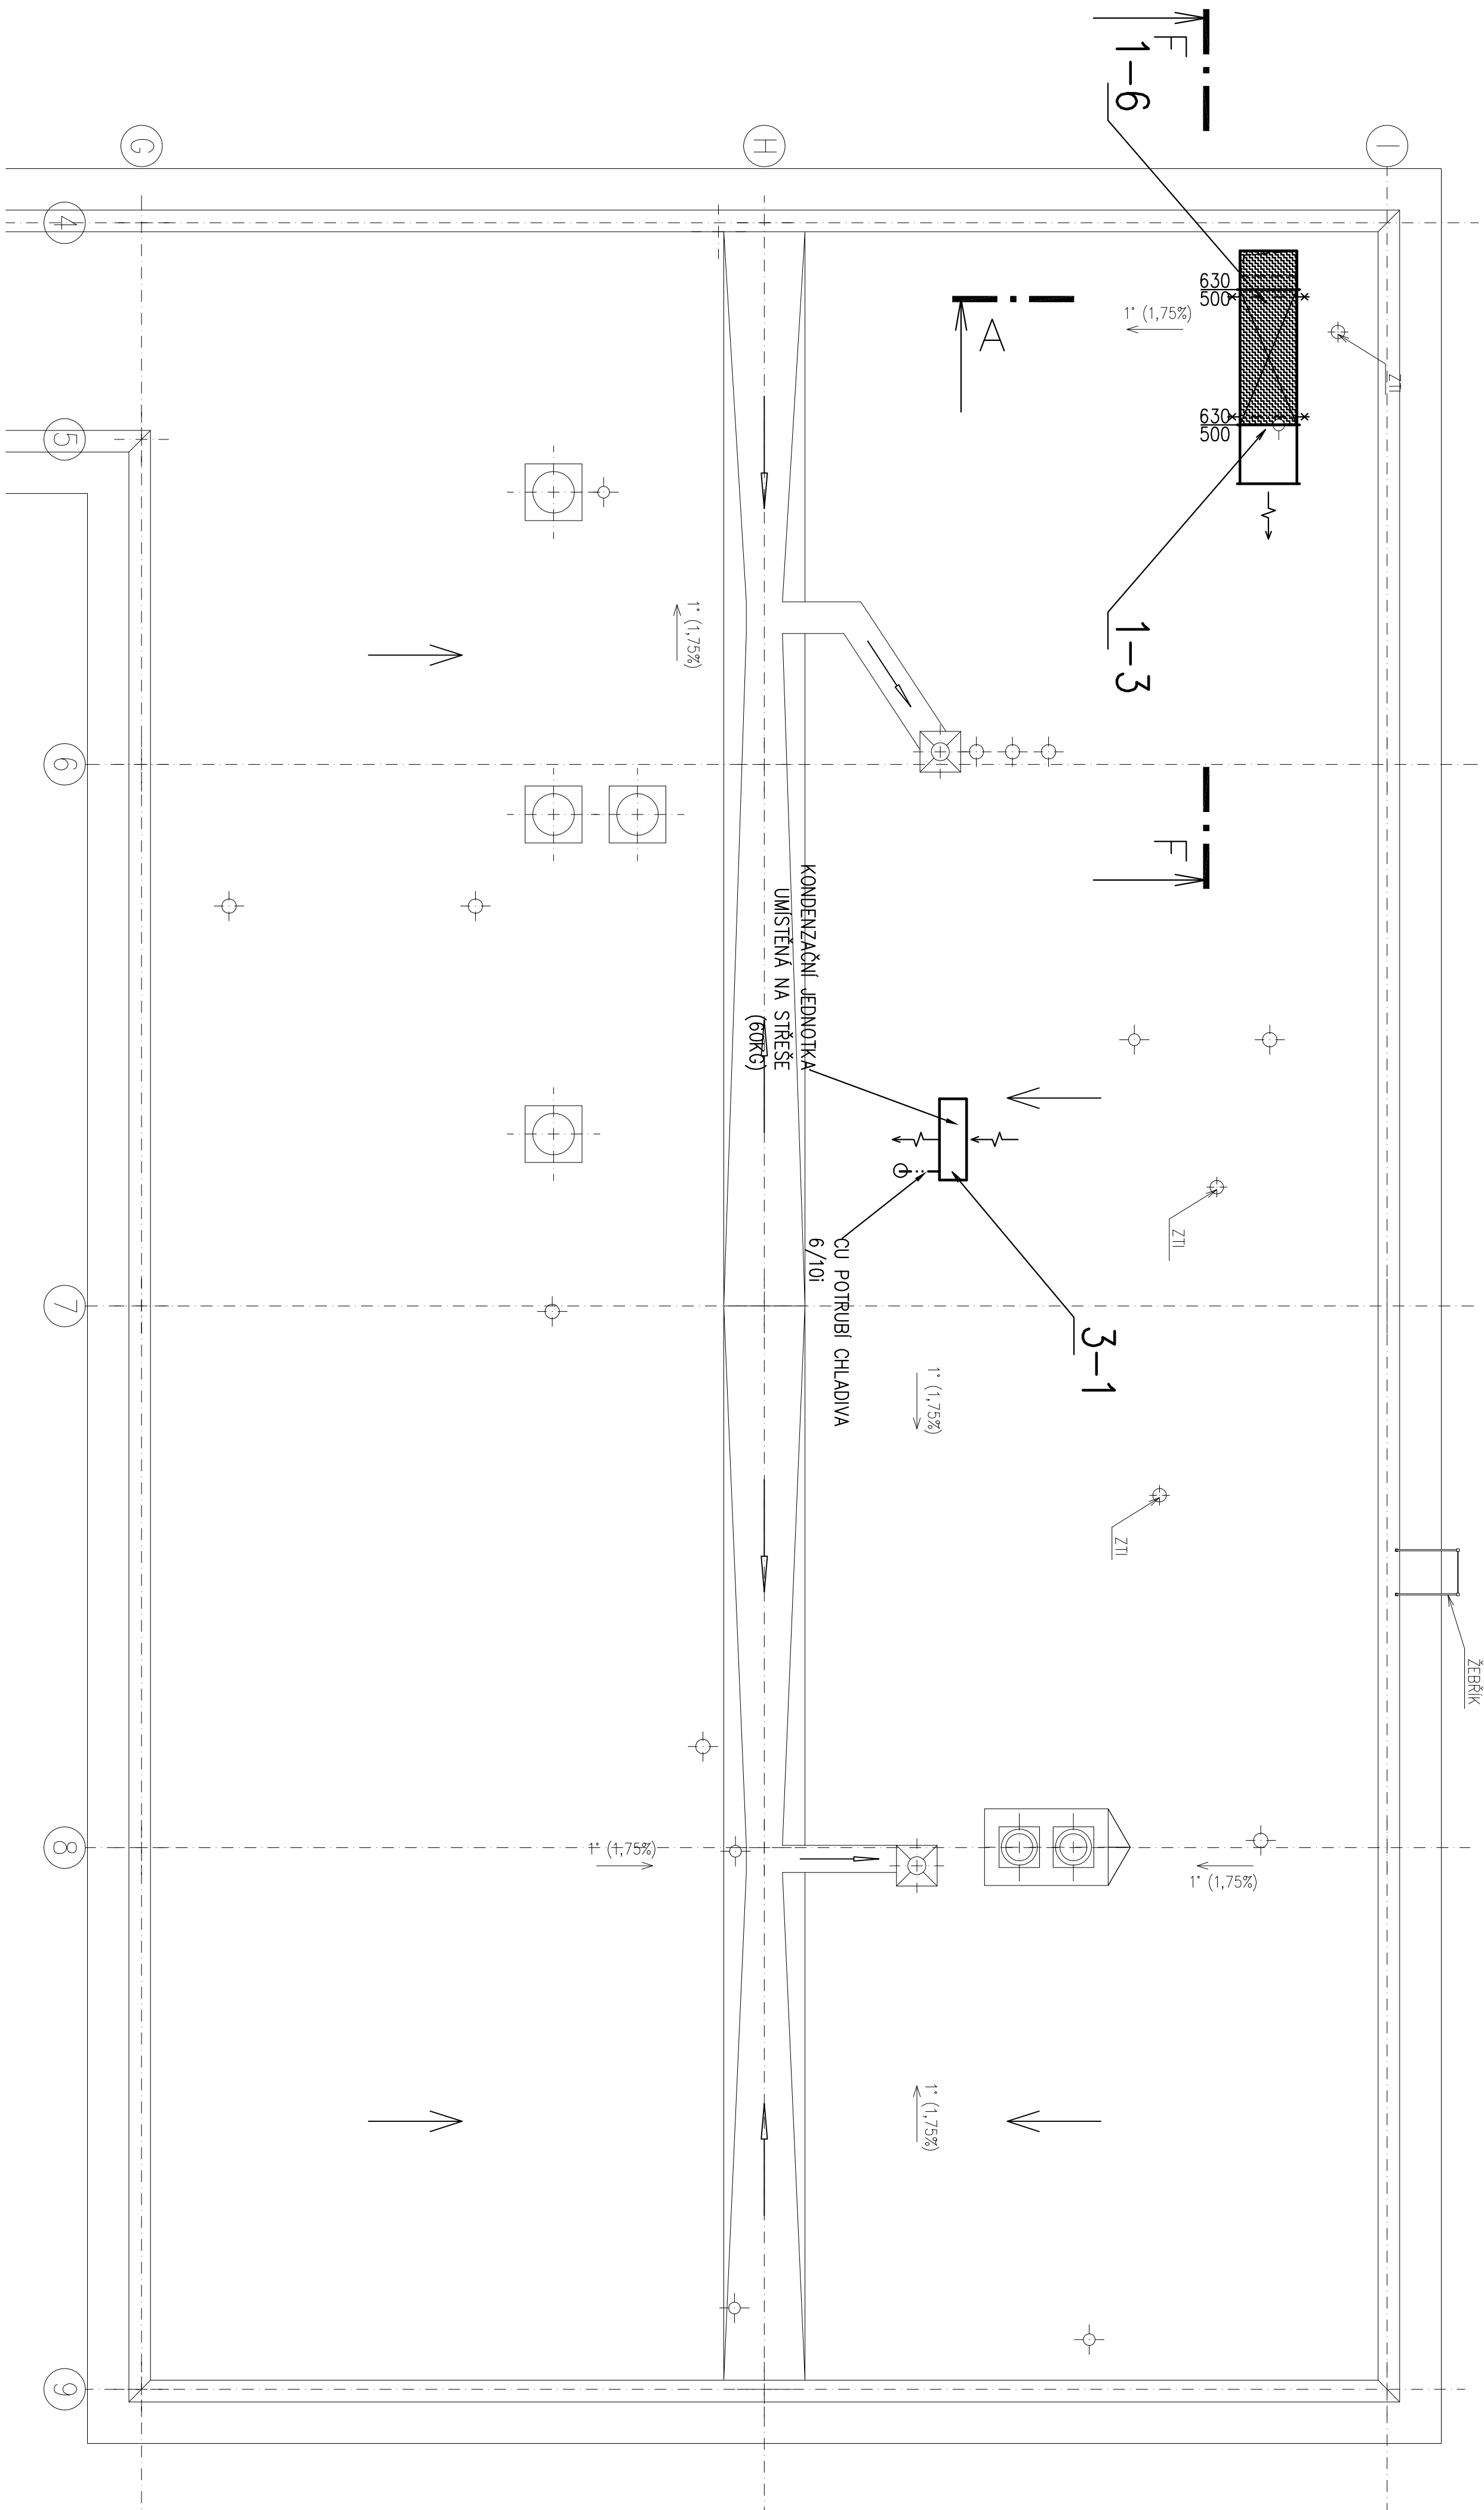 F
1-6
G
H
I
4
630
500
1° (1,75%)
A
ZTI
630
500
5
1-3
1° (1,75%)
6
F
KONDENZAČNÍ JEDNOTKA
UMÍSTĚNÁ NA STŘEŠE
(60KG)
ZTI
CU POTRUBÍ CHLADIVA
6/10i
7
3-1
1° (1,75%)
ZTI
ŽEBŘÍK
8
1° (1,75%)
1° (1,75%)
1° (1,75%)
9